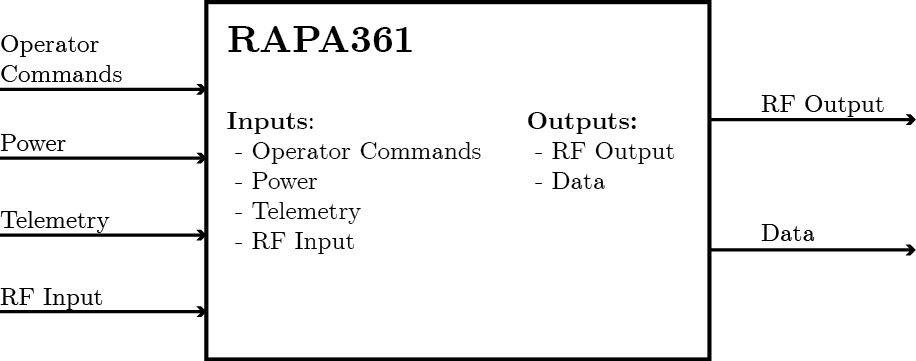 Operator
Commands
Power
Telemetry
RF Input
RAPA361
Inputs:
- Operator Commands
- Power
- Telemetry
- RF Input
Outputs:
- RF Output
- Data
RF Output
Data